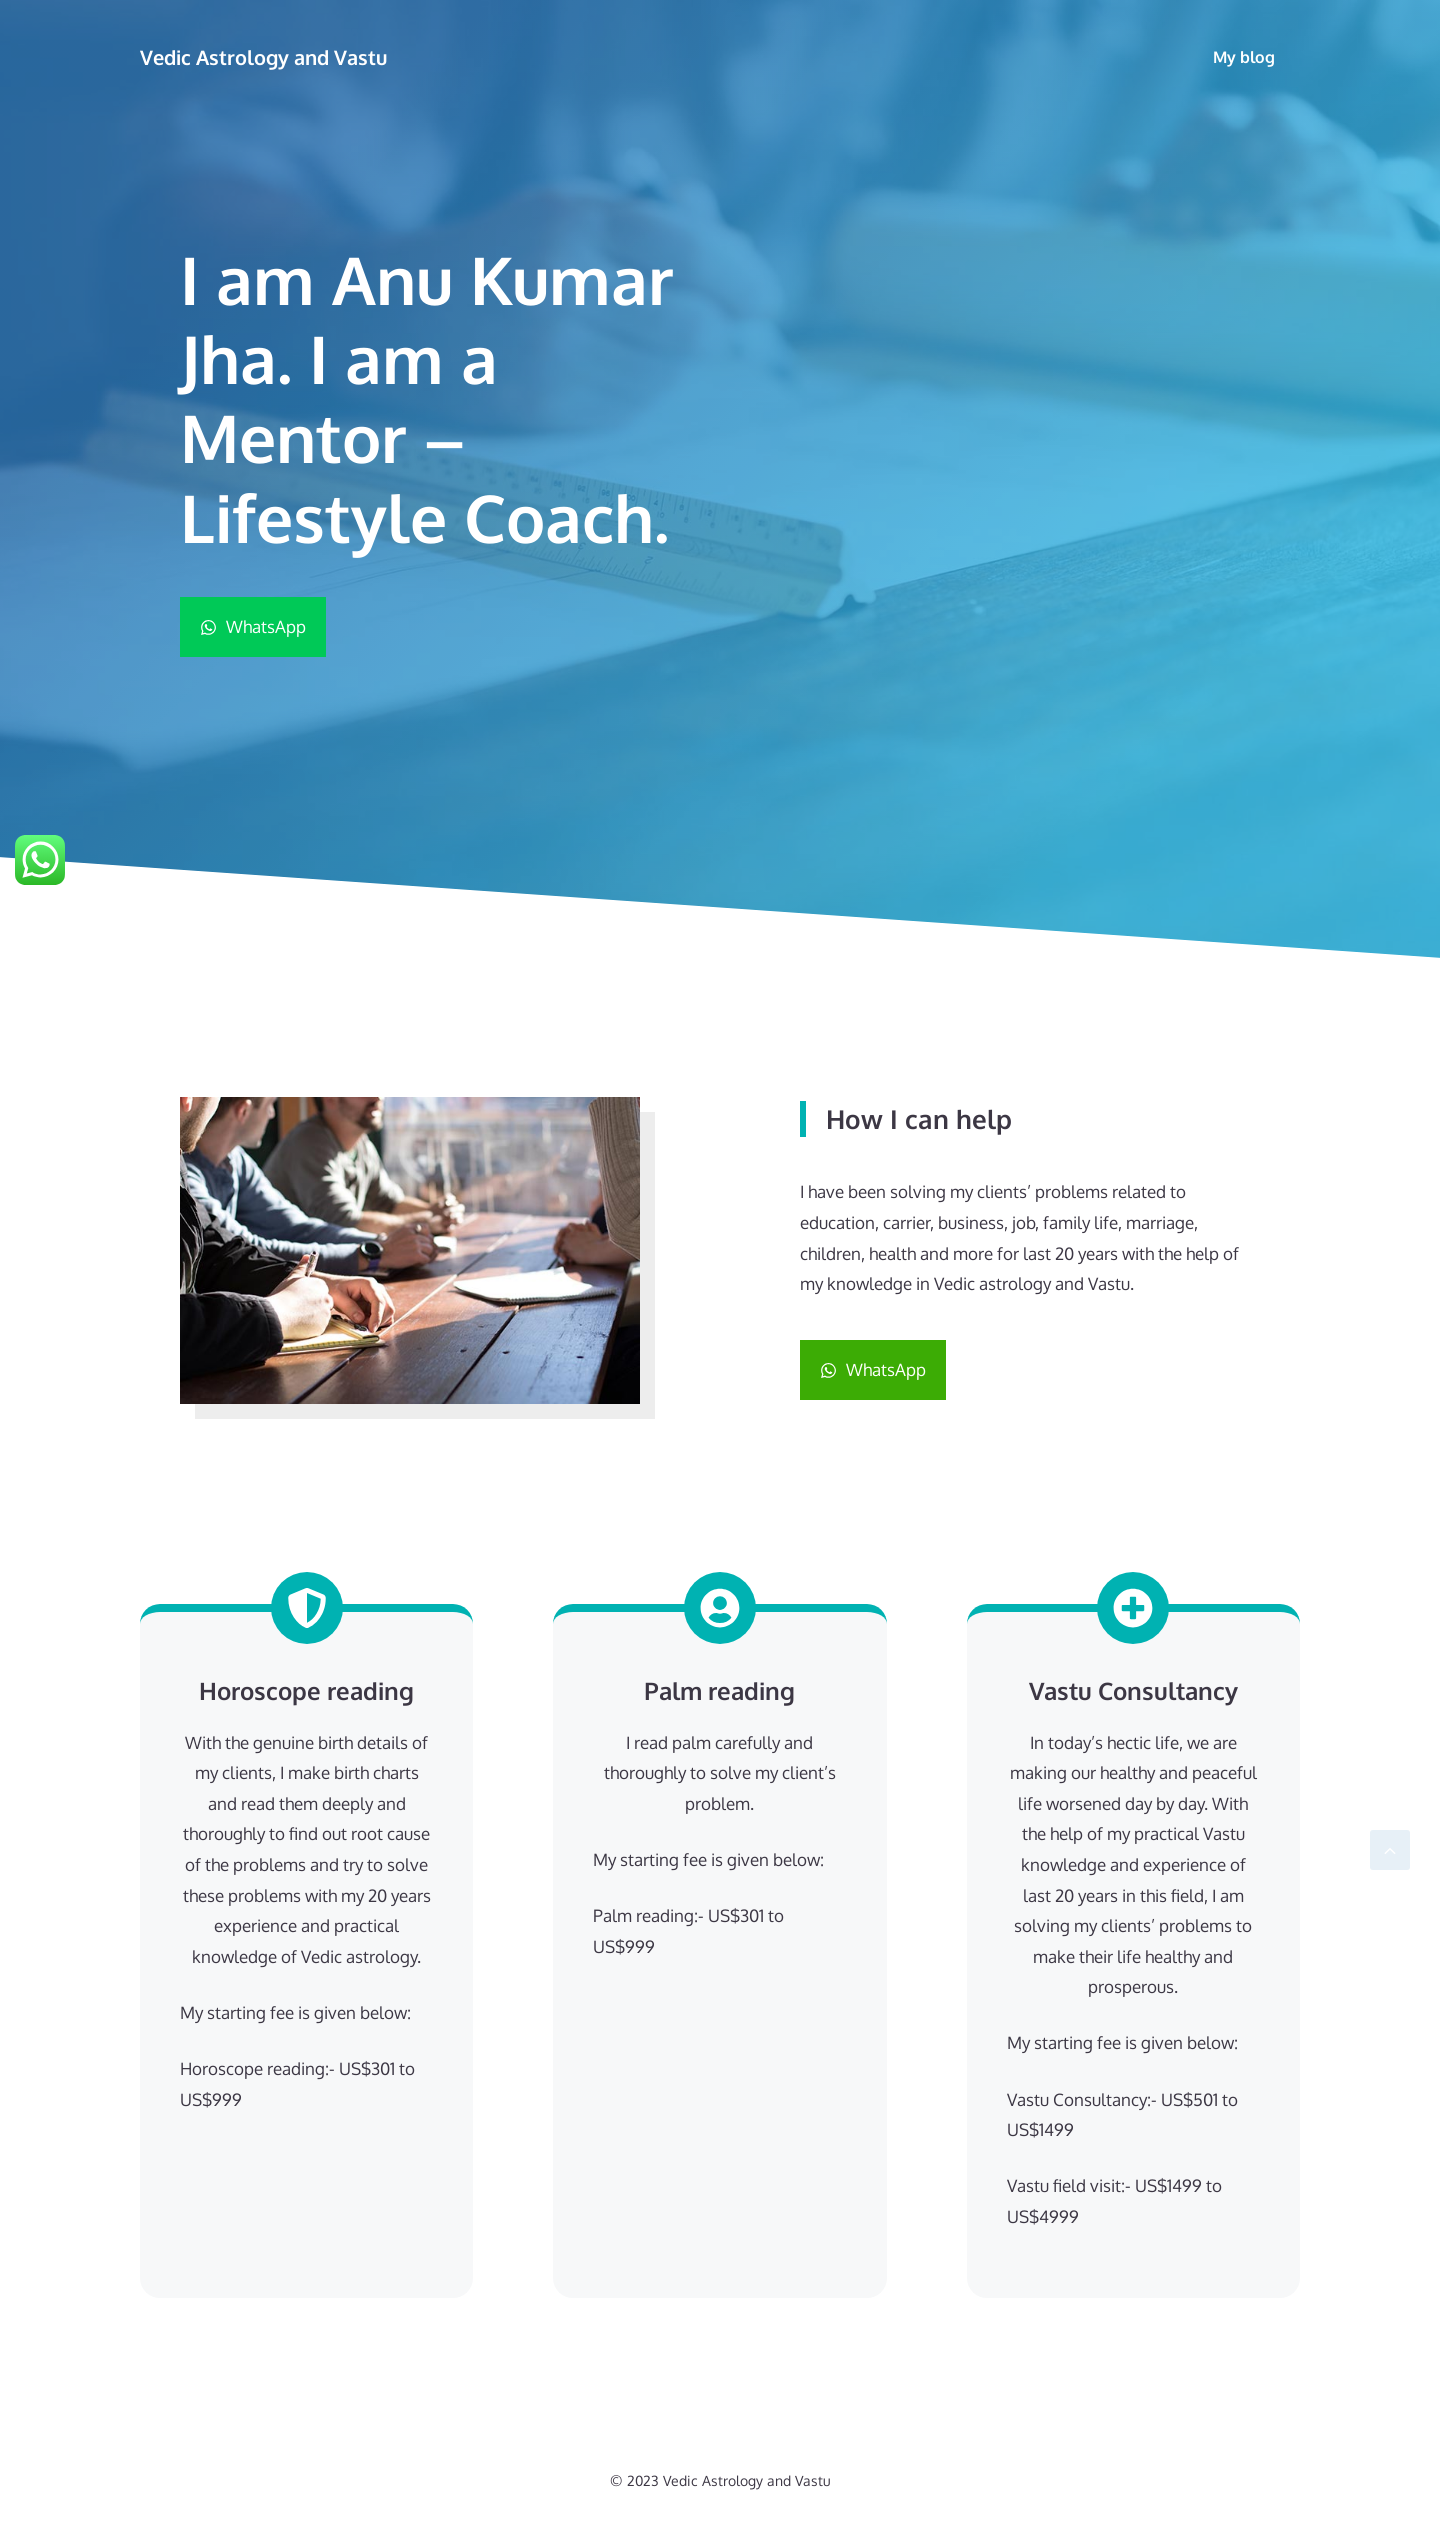 Vedic Astrology and Vastu
My blog
I am Anu Kumar
Jha. I am a
Mentor –
Lifestyle Coach.
WhatsApp
How I can help
I have been solving my clients’ problems related to
education, carrier, business, job, family life, marriage,
children, health and more for last 20 years with the help of
my knowledge in Vedic astrology and Vastu.
WhatsApp
Horoscope reading
With the genuine birth details of
my clients, I make birth charts
and read them deeply and
thoroughly to find out root cause
of the problems and try to solve
these problems with my 20 years
experience and practical
knowledge of Vedic astrology.
My starting fee is given below:
Horoscope reading:- US$301 to
US$999
Palm reading
I read palm carefully and
thoroughly to solve my client’s
problem.
My starting fee is given below:
Palm reading:- US$301 to
US$999
Vastu Consultancy
In today’s hectic life, we are
making our healthy and peaceful
life worsened day by day. With
the help of my practical Vastu
knowledge and experience of
last 20 years in this field, I am
solving my clients’ problems to
make their life healthy and
prosperous.
My starting fee is given below:
Vastu Consultancy:- US$501 to
US$1499
Vastu field visit:- US$1499 to
US$4999
© 2023 Vedic Astrology and Vastu